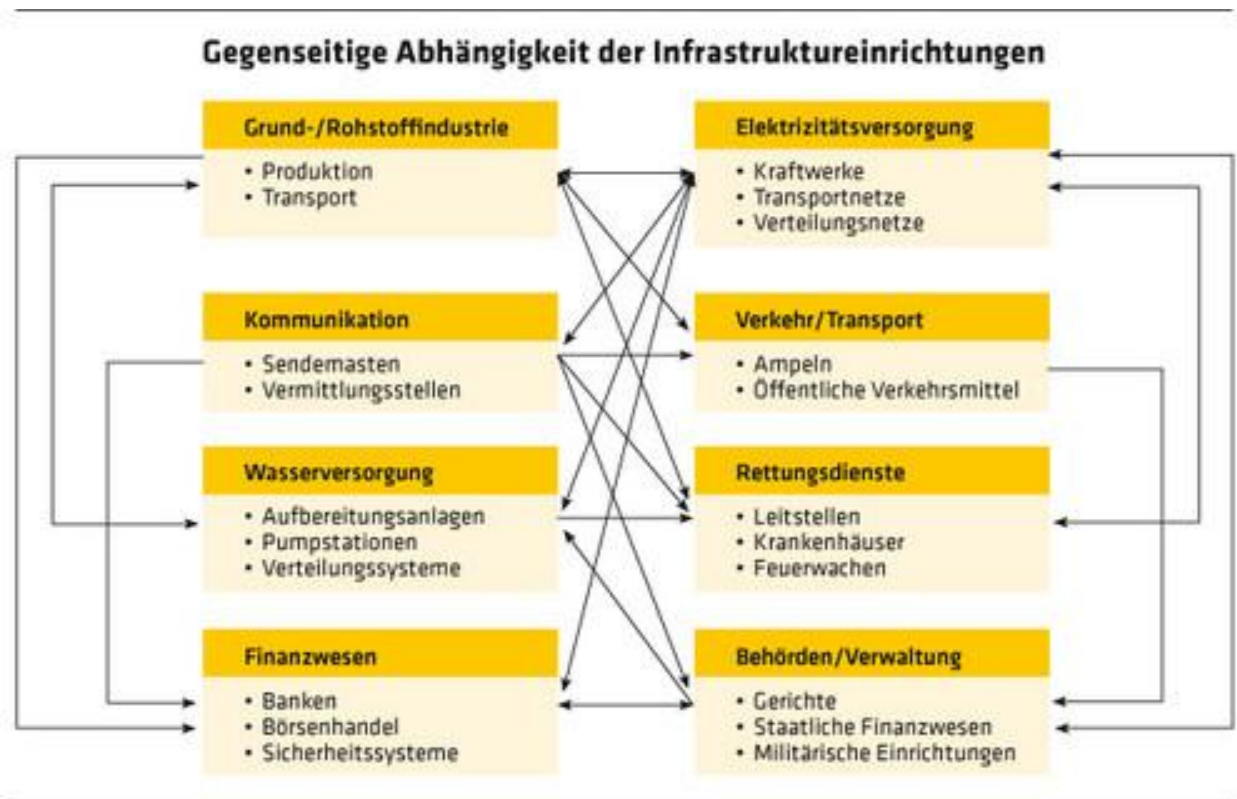 Gegenseitige Abhängigkeit der Infrastruktureinrichtungen
Grund-/Rohstoffindustrie
• Produktion
• Transport
Elektrizitätsversorgung
• Kraftwerke
• Transportnetze
• Verteilungsnetze
Kommunikation
• Sendemasten
• Vermittlungsstellen
Verkehr/Transport
• Ampeln
• Öffentliche Verkehrsmittel
Wasserversorgung
• Aufbereitungsanlagen
• Pumpstationen
• Verteilungssysteme
Rettungsdienste
• Leitstellen
• Krankenhäuser
• Feuerwachen
Finanzwesen
• Banken
• Börsenhandel
• Sicherheitssysteme
Behörden/Verwaltung
• Gerichte
• Staatliche Finanzwesen
• Militärische Einrichtungen